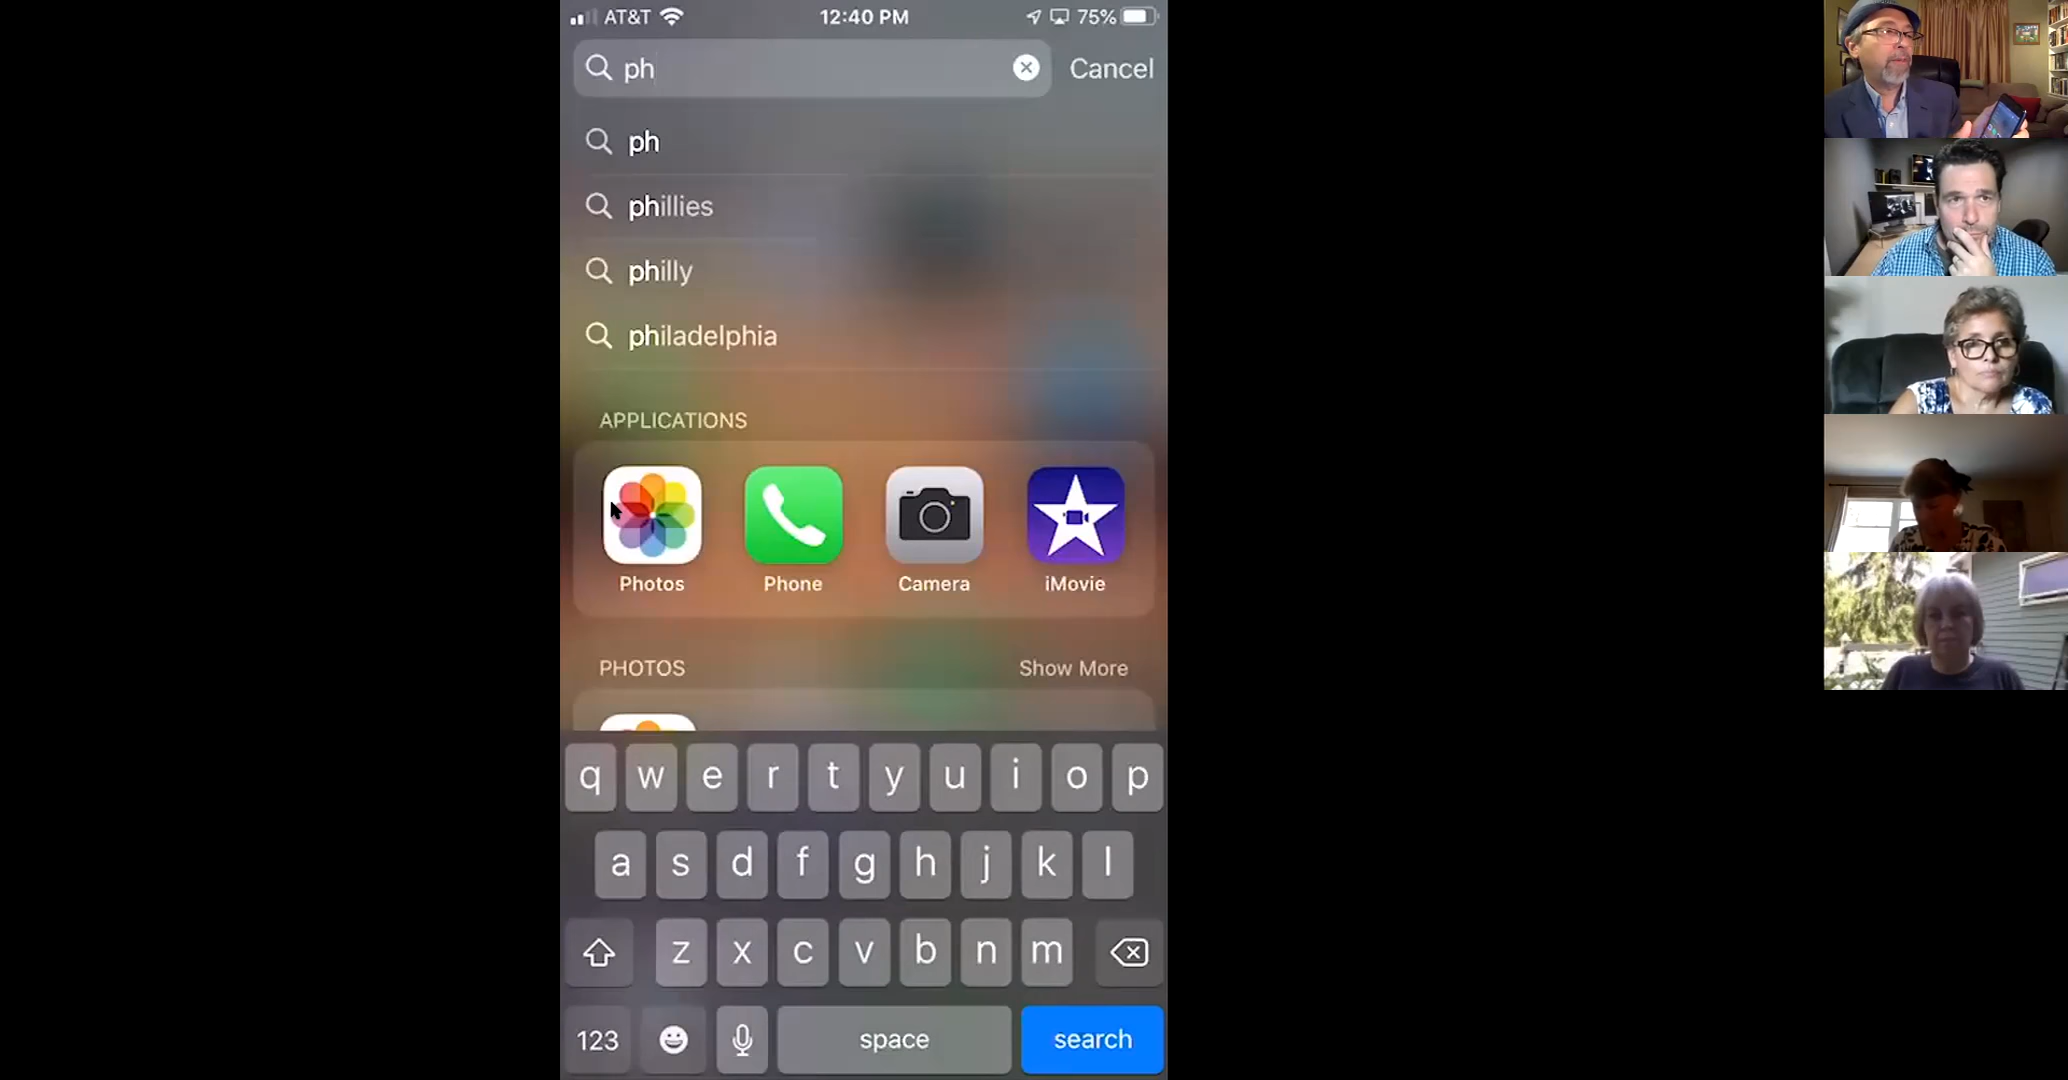 AT&T 12:40 PM 75%
ph Cancel
ph
phillies
philly
philadelphia
APPLICATIONS
Photos Phone Camera iMovie
PHOTOS Show More
q w e r t y u i o p
a s d f g h j k l
z x c v b n m
123 space search